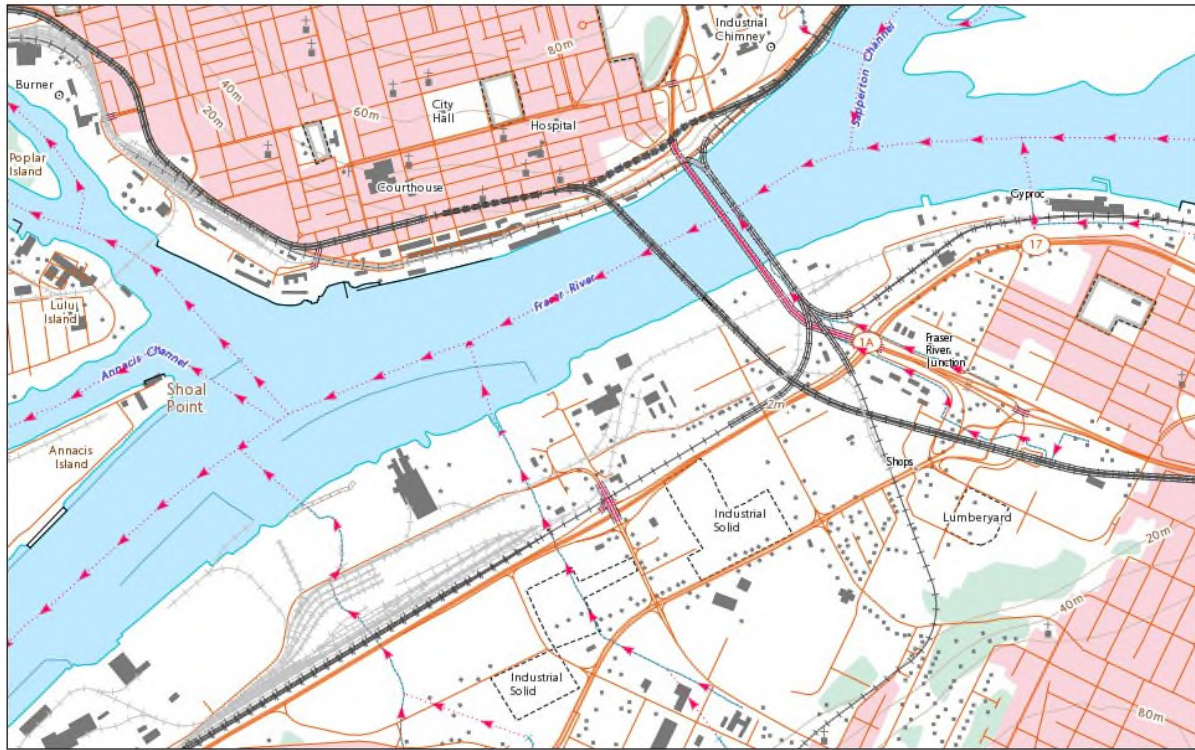 Industrial
Chimney
80m
Sapperton Channel
Burner
40m
20m
60m
City
Hall
Hospital
Poplar
Island
Courthouse
Gyproc
17
Lulu
Island
Fraser River
Annacis Channel
Shoal
Point
1A
Fraser
River
Junction
2m
Annacis
Island
Shops
Industrial
Solid
Lumberyard
20m
40m
Industrial
Solid
80m